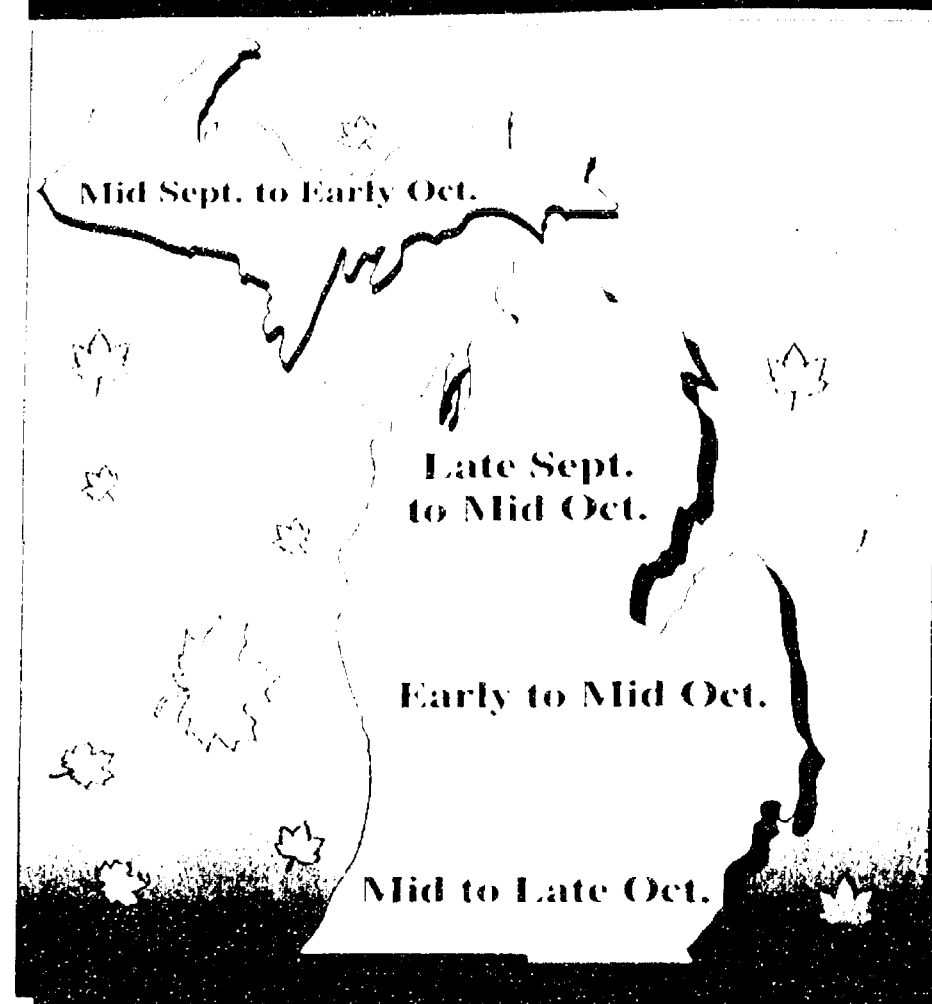 Mid Sept. to Early Oct.
Late Sept.
to Mid Oct.
Early to Mid Oct.
Mid to Late Oct.